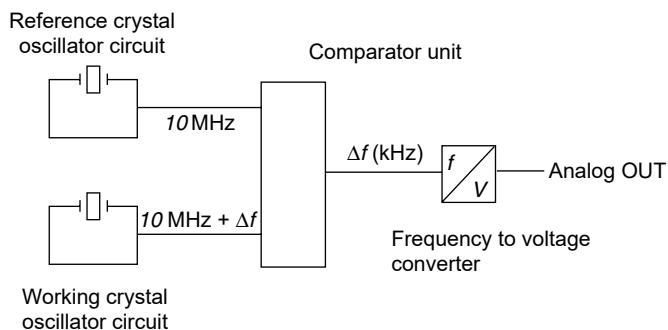 Reference crystal
oscillator circuit
Comparator unit
10 MHz
Δf (kHz)
f
V
Analog OUT
10 MHz + Δf
Frequency to voltage
converter
Working crystal
oscillator circuit